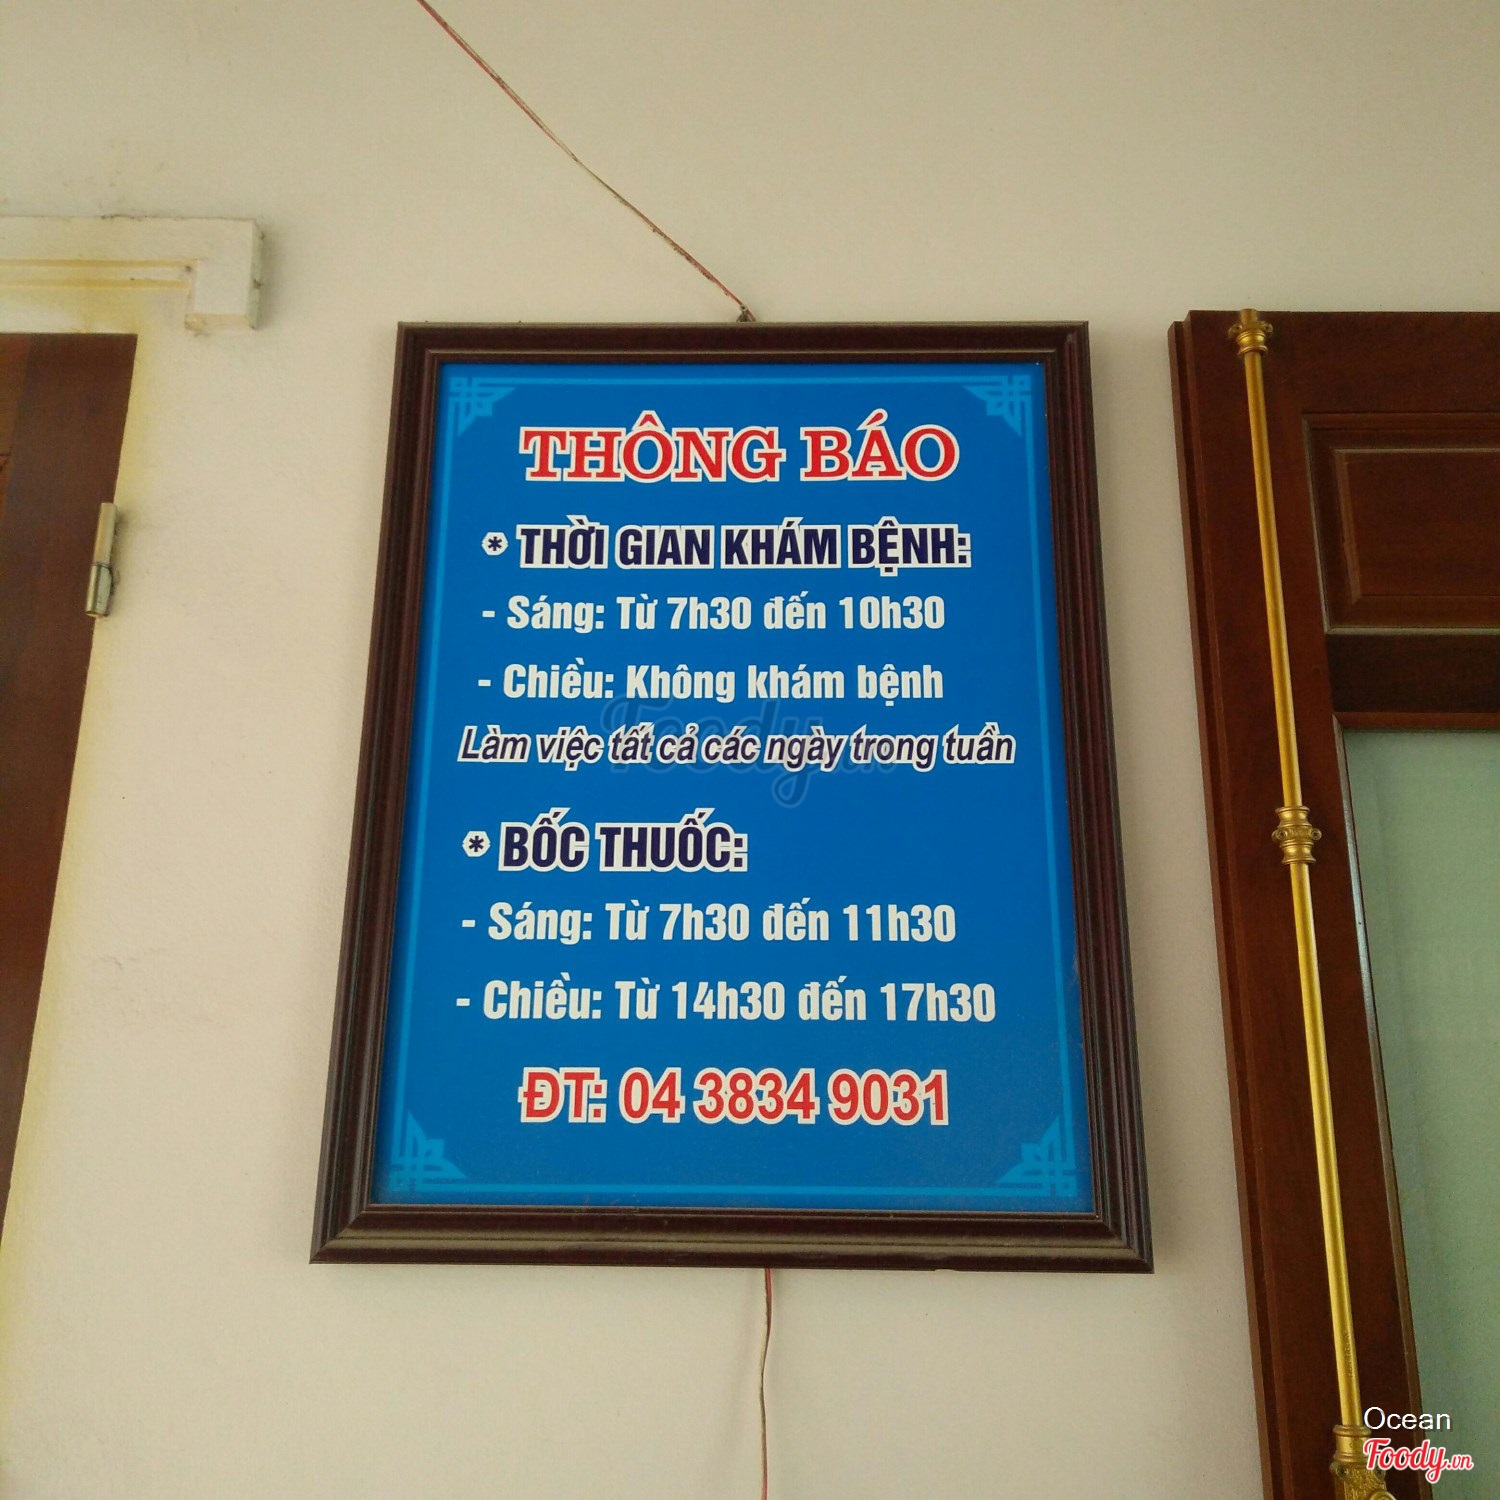 THÔNG BÁO
* THỜI GIAN KHÁM BỆNH:
- Sáng: Từ 7h30 đến 10h30
- Chiều: Không khám bệnh
Làm việc tất cả các ngày trong tuần
* BỐC THUỐC:
- Sáng: Từ 7h30 đến 11h30
- Chiều: Từ 14h30 đến 17h30
ĐT: 04 3834 9031
Foody.vn
Ocean
Foody.vn